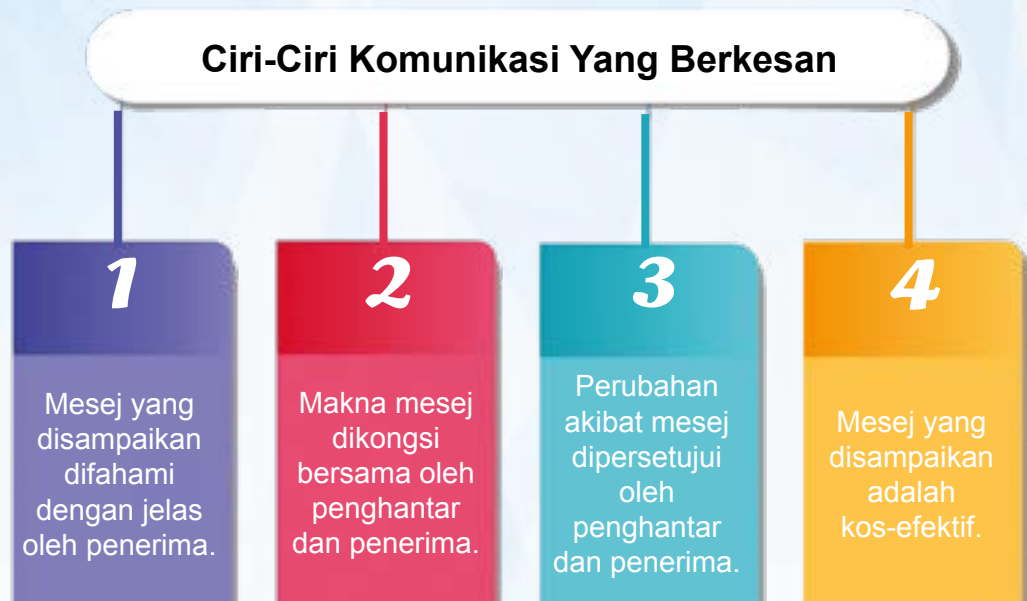 Ciri-Ciri Komunikasi Yang Berkesan
1
Mesej yang
disampaikan
difahami
dengan jelas
oleh penerima.
2
Makna mesej
dikongsi
bersama oleh
penghantar
dan penerima.
3
Perubahan
akibat mesej
dipersetujui
oleh
penghantar
dan penerima.
4
Mesej yang
disampaikan
adalah
kos-efektif.